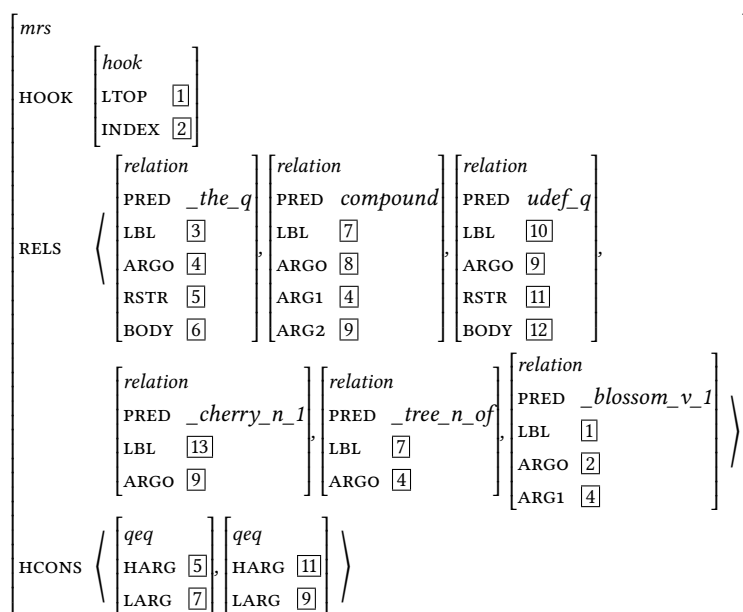 mrs
HOOK
hook
LTOP 1
INDEX 2
RELS
relation
PRED _the_q
LBL 3
ARG0 4
RSTR 5
BODY 6
,
relation
PRED compound
LBL 7
ARG0 8
ARG1 4
ARG2 9
,
relation
PRED udef_q
LBL 10
ARG0 9
RSTR 11
BODY 12
,
relation
PRED _cherry_n_1
LBL 13
ARG0 9
,
relation
PRED _tree_n_of
LBL 7
ARG0 4
,
relation
PRED _blossom_v_1
LBL 1
ARG0 2
ARG1 4
HCONS
qeq
HARG 5
LARG 7
,
qeq
HARG 11
LARG 9